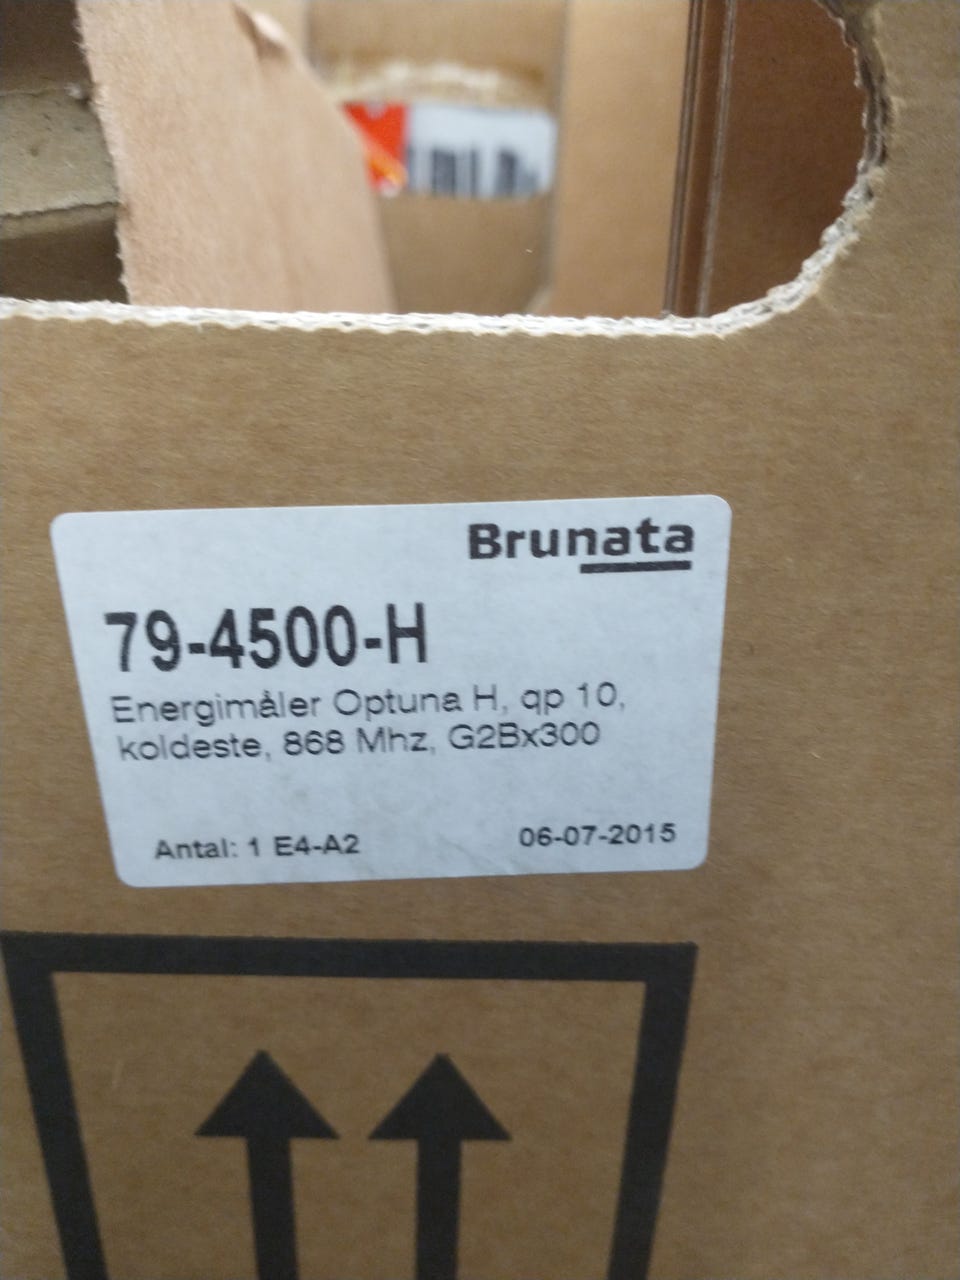 Brunata
79-4500-H
Energimåler Optuna H, qp 10,
koldeste, 868 Mhz, G2Bx300
Antal: 1 E4-A2 06-07-2015